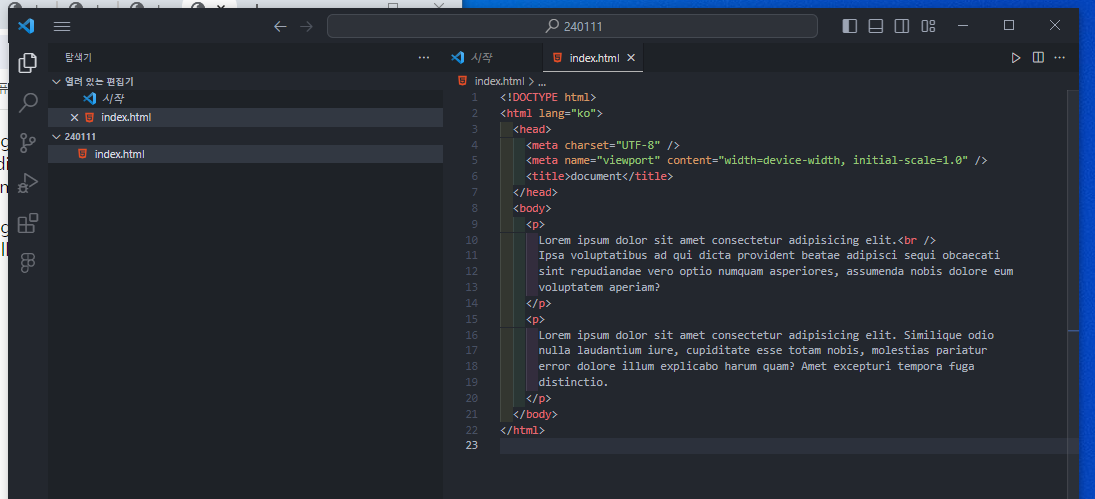 240111
탐색기
열려 있는 편집기
시작
index.html
240111
index.html
시작
index.html
index.html > ...
1 <!DOCTYPE html>
2 <html lang="ko">
3 <head>
4 <meta charset="UTF-8" />
5 <meta name="viewport" content="width=device-width, initial-scale=1.0" />
6 <title>document</title>
7 </head>
8 <body>
9 <p>
10 Lorem ipsum dolor sit amet consectetur adipisicing elit.<br />
11 Ipsa voluptatibus ad qui dicta provident beatae adipisci sequi obcaecati
12 sint repudiandae vero optio numquam asperiores, assumenda nobis dolore eum
13 voluptatem aperiam?
14 </p>
15 <p>
16 Lorem ipsum dolor sit amet consectetur adipisicing elit. Similique odio
17 nulla laudantium iure, cupiditate esse totam nobis, molestias pariatur
18 error dolore illum explicabo harum quam? Amet excepturi tempora fuga
19 distinctio.
20 </p>
21 </body>
22 </html>
23